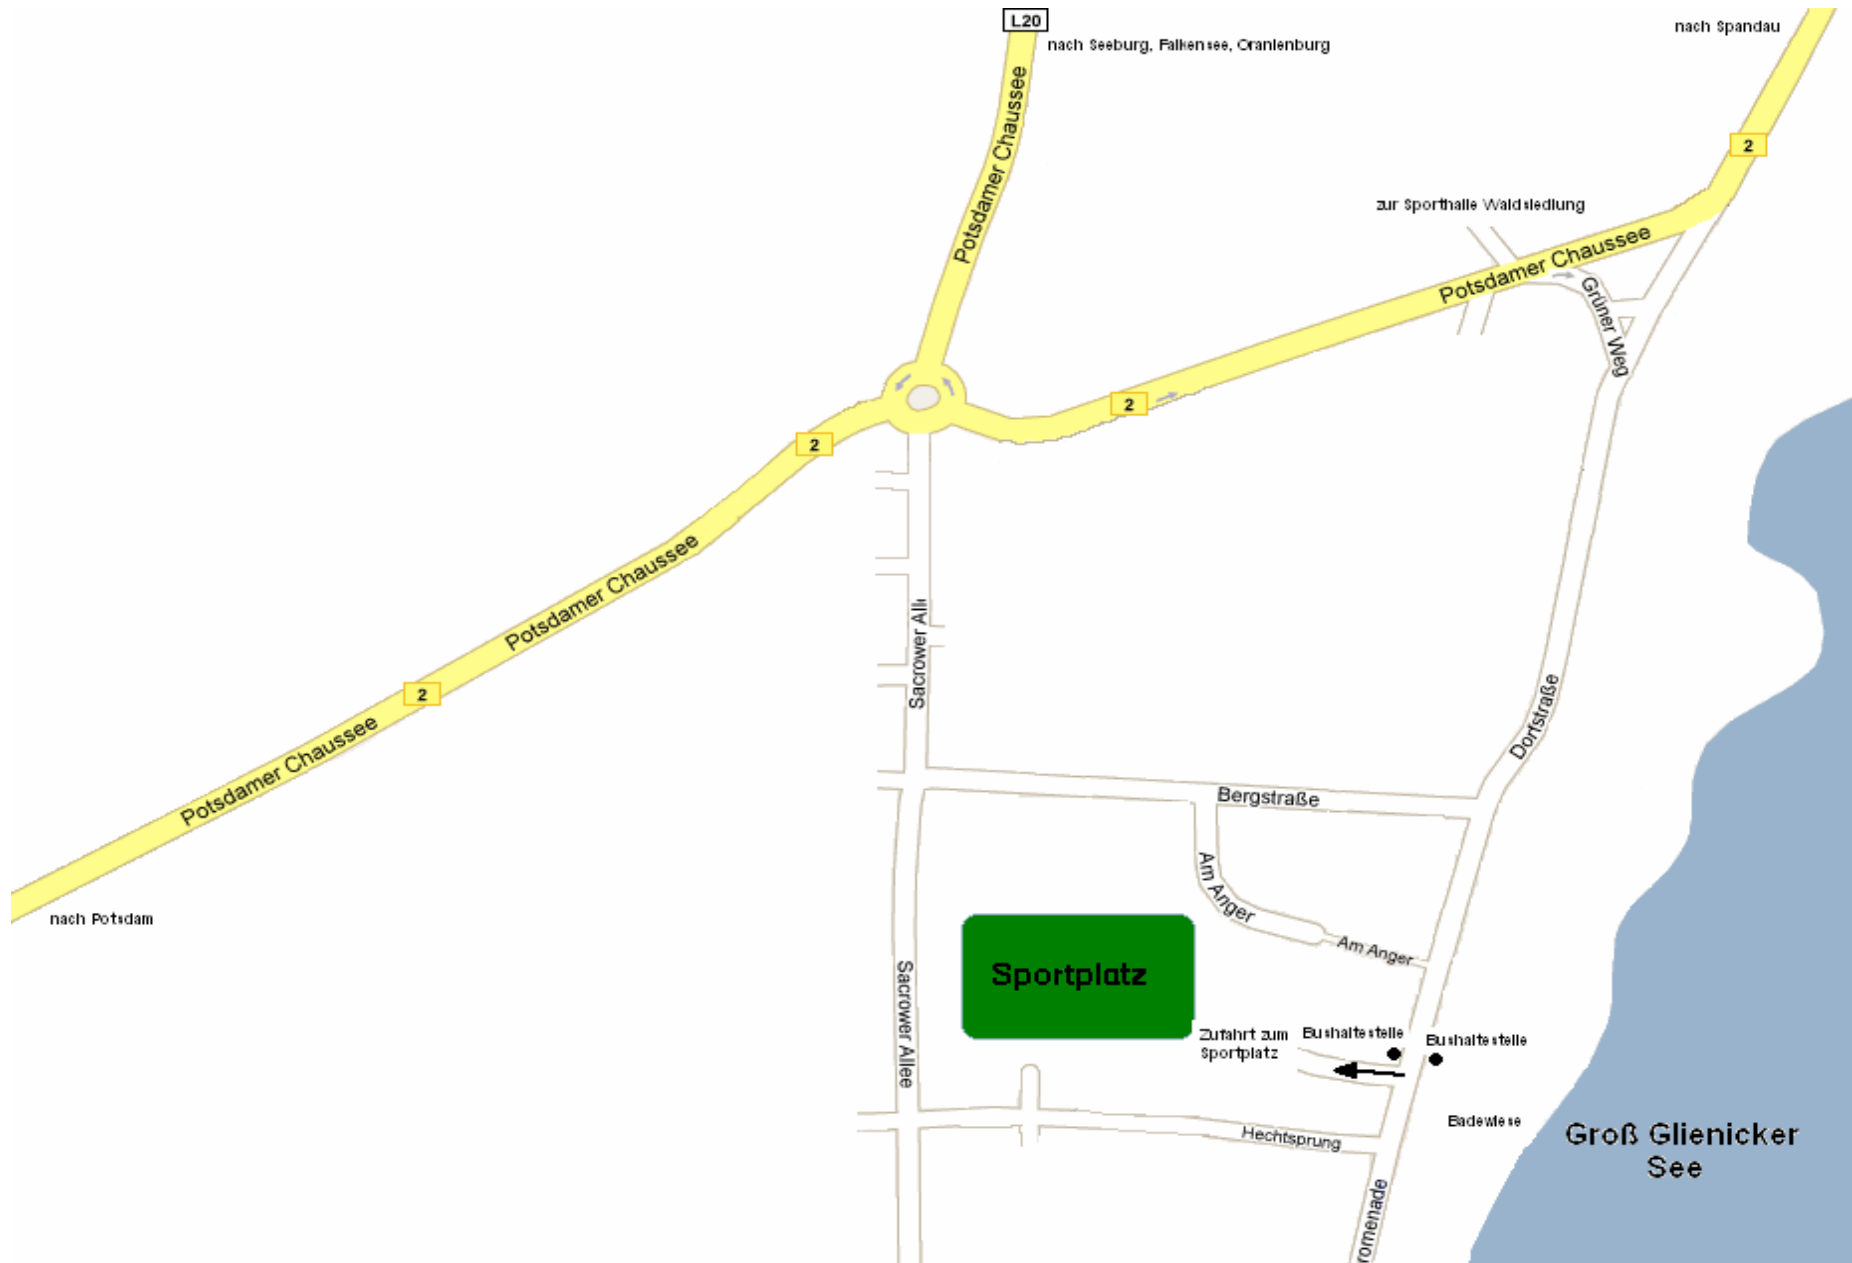 L20
nach Seeburg, Falkensee, Oranienburg
nach Spandau
Potsdamer Chaussee
2
zur Sporthalle Waldsiedlung
Potsdamer Chaussee
Grüner Weg
2
2
Potsdamer Chaussee
Sacrower Alle
2
Dorfstraße
Potsdamer Chaussee
Bergstraße
Am Anger
nach Potsdam
Am Anger
Sportplatz
Sacrower Allee
Zufahrt zum
Sportplatz
Bushaltestelle
Bushaltestelle
Badewiese
Groß Glienicker
See
Hechtsprung
romenade